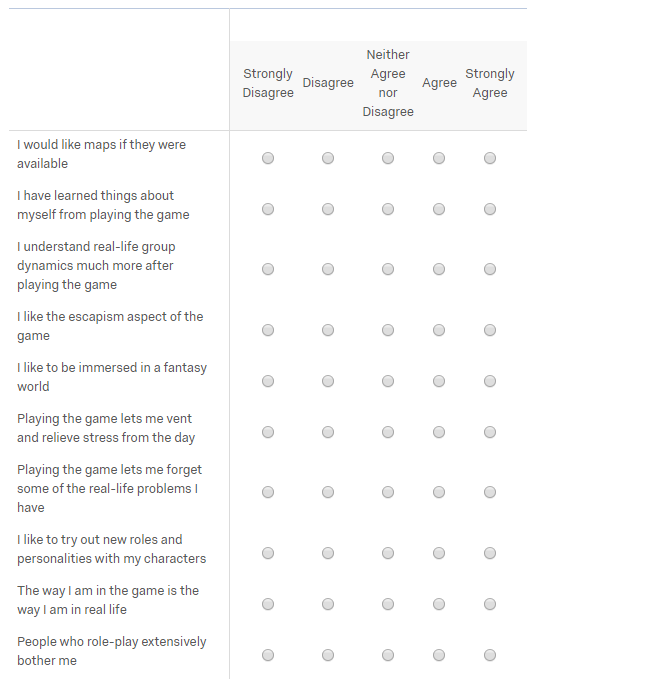 Strongly
Disagree
Disagree
Neither
Agree
nor
Disagree
Agree
Strongly
Agree
I would like maps if they were
available
I have learned things about
myself from playing the game
I understand real-life group
dynamics much more after
playing the game
I like the escapism aspect of the
game
I like to be immersed in a fantasy
world
Playing the game lets me vent
and relieve stress from the day
Playing the game lets me forget
some of the real-life problems I
have
I like to try out new roles and
personalities with my characters
The way I am in the game is the
way I am in real life
People who role-play extensively
bother me